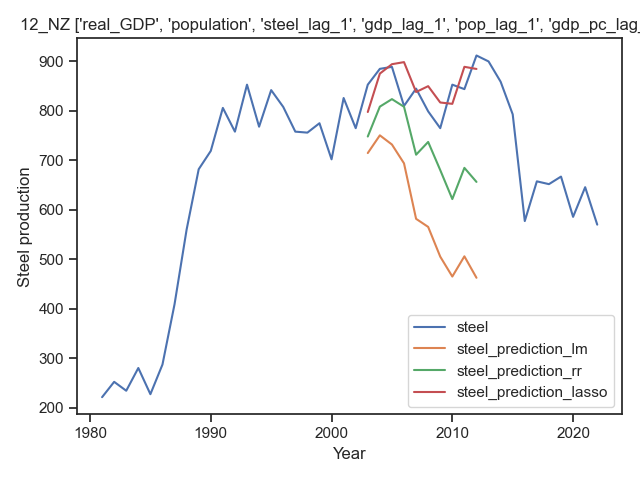 12_NZ ['real_GDP', 'population', 'steel_lag_1', 'gdp_lag_1', 'pop_lag_1', 'gdp_pc_lag_
900
800
700
600
500
400
300
200
Steel production
1980
1990
2000
2010
2020
Year
steel
steel_prediction_lm
steel_prediction_rr
steel_prediction_lasso